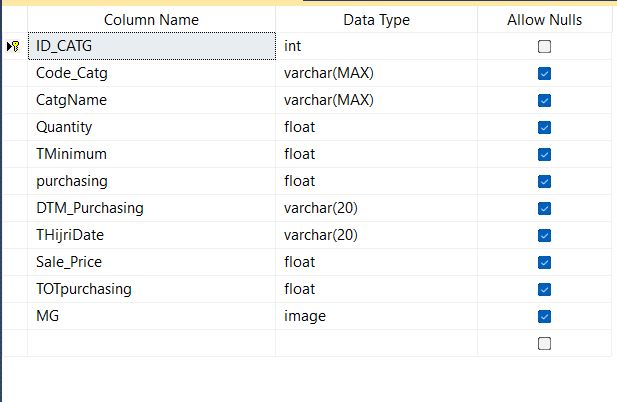 Column Name Data Type Allow Nulls
ID_CATG int
Code_Catg varchar(MAX)
CatgName varchar(MAX)
Quantity float
TMinimum float
purchasing float
DTM_Purchasing varchar(20)
THijriDate varchar(20)
Sale_Price float
TOTpurchasing float
MG image